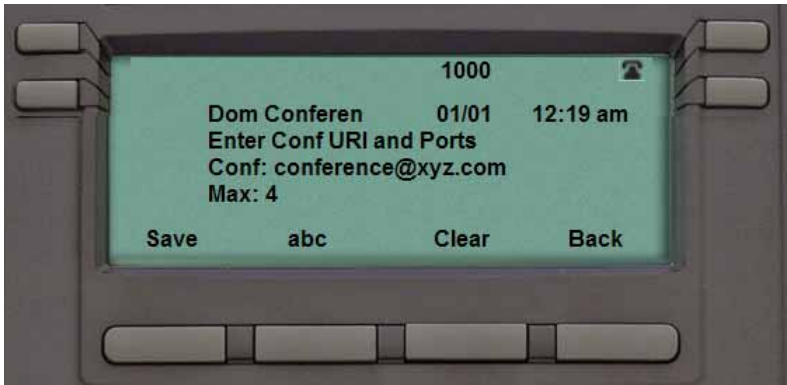 1000
Dom Conferen 01/01 12:19 am
Enter Conf URI and Ports
Conf: conference@xyz.com
Max: 4
Save abc Clear Back